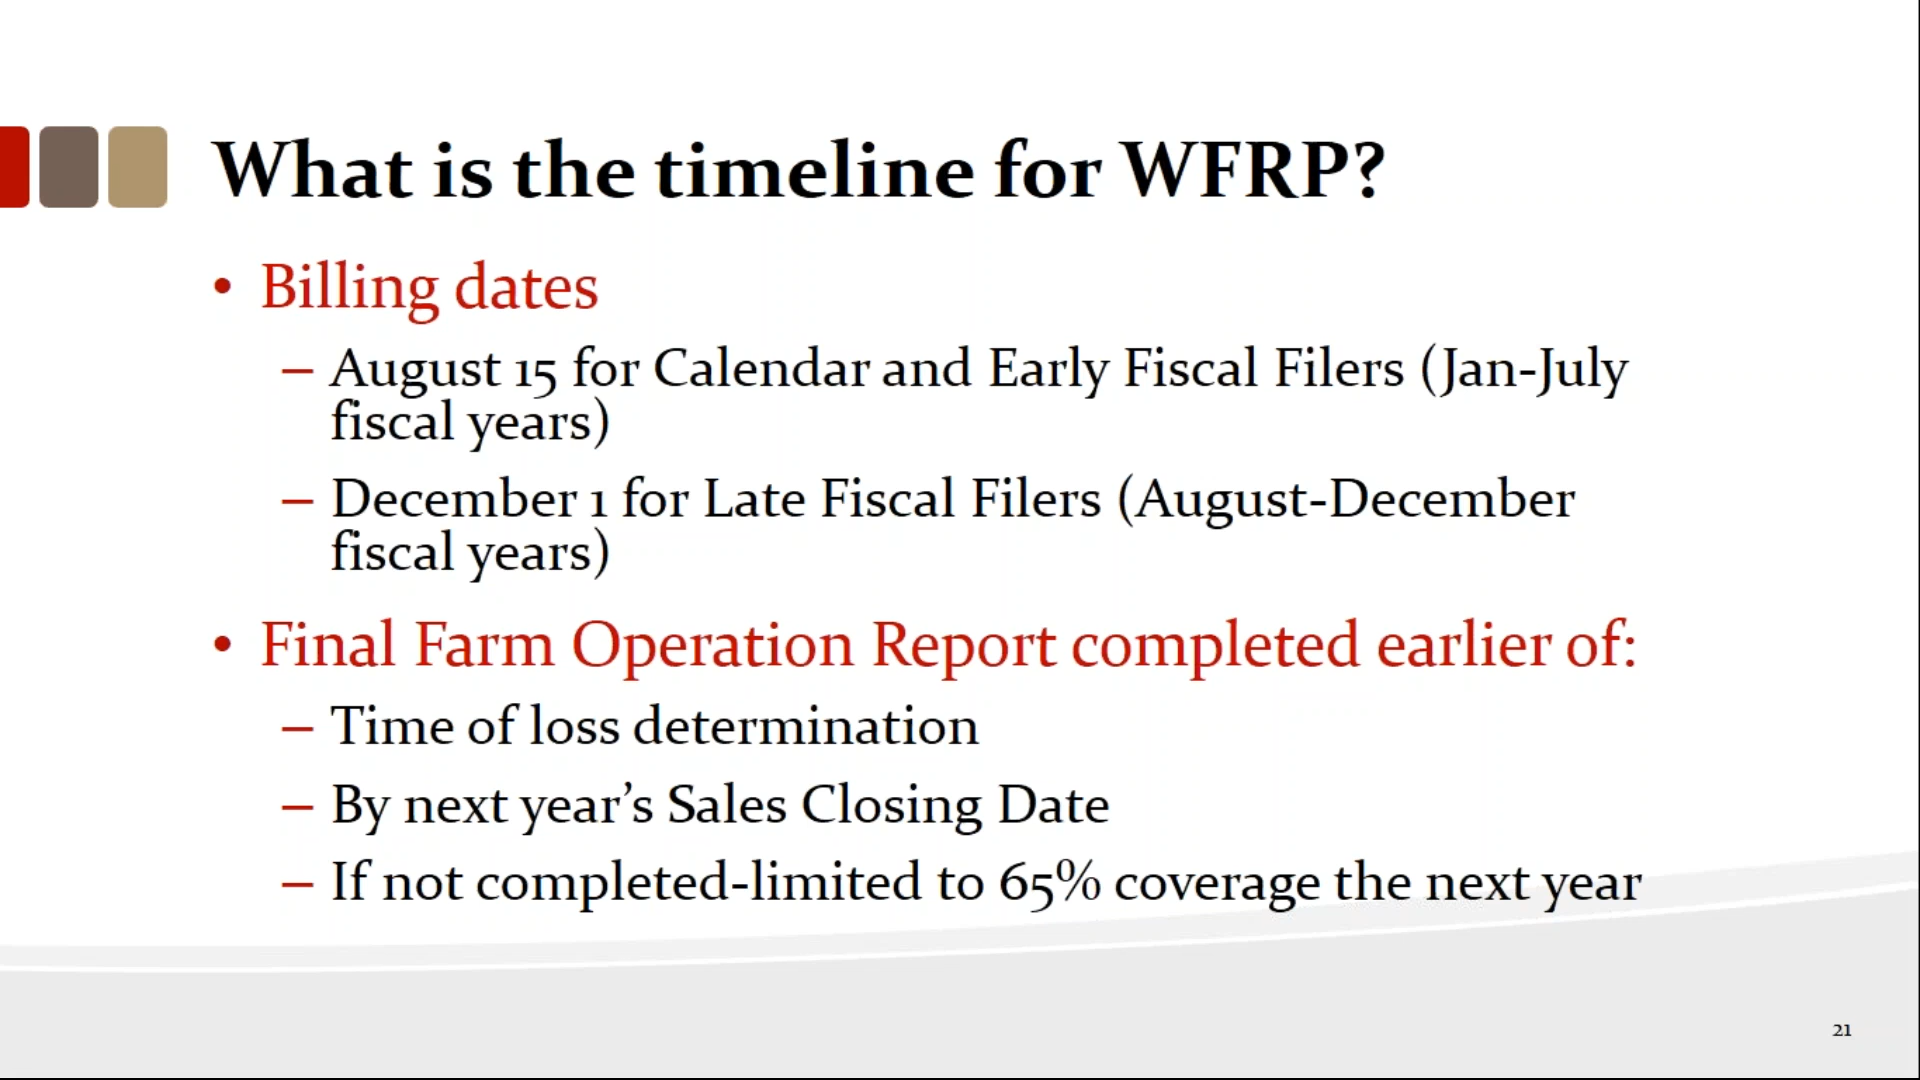 What is the timeline for WFRP?
• Billing dates
– August 15 for Calendar and Early Fiscal Filers (Jan-July
fiscal years)
– December 1 for Late Fiscal Filers (August-December
fiscal years)
• Final Farm Operation Report completed earlier of:
– Time of loss determination
– By next year’s Sales Closing Date
– If not completed-limited to 65% coverage the next year
21